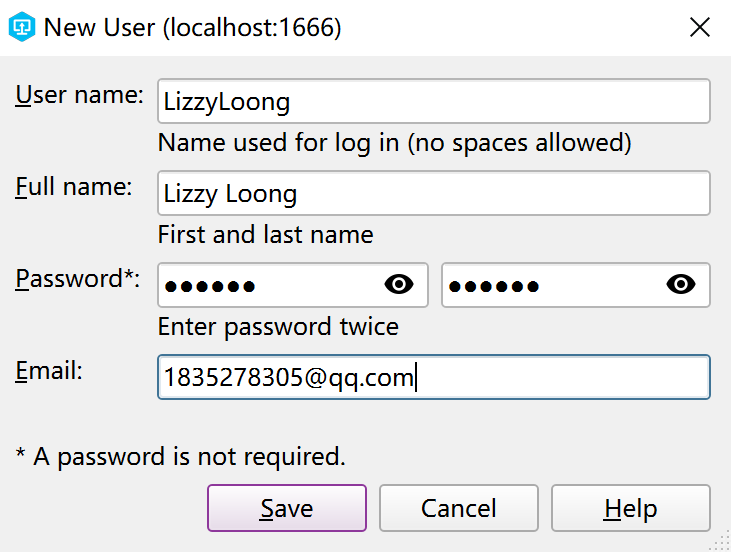 New User (localhost:1666)
User name: LizzyLoong
Name used for log in (no spaces allowed)
Full name: Lizzy Loong
First and last name
Password*: ●●●●●● ●●●●●●
Enter password twice
Email: 1835278305@qq.com
* A password is not required.
Save Cancel Help